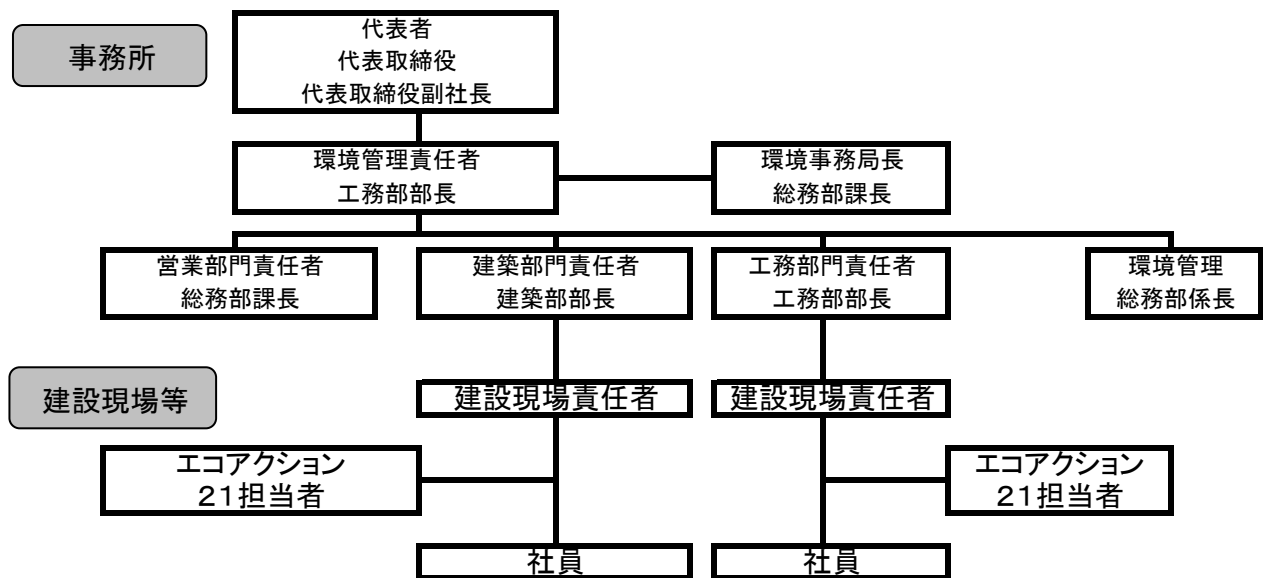 事務所
代表者
代表取締役
代表取締役副社長
環境管理責任者
工務部部長
環境事務局長
総務部課長
営業部門責任者
総務部課長
建築部門責任者
建築部部長
工務部門責任者
工務部部長
環境管理
総務部係長
建設現場等
建設現場責任者
建設現場責任者
エコアクション
21担当者
エコアクション
21担当者
社員
社員